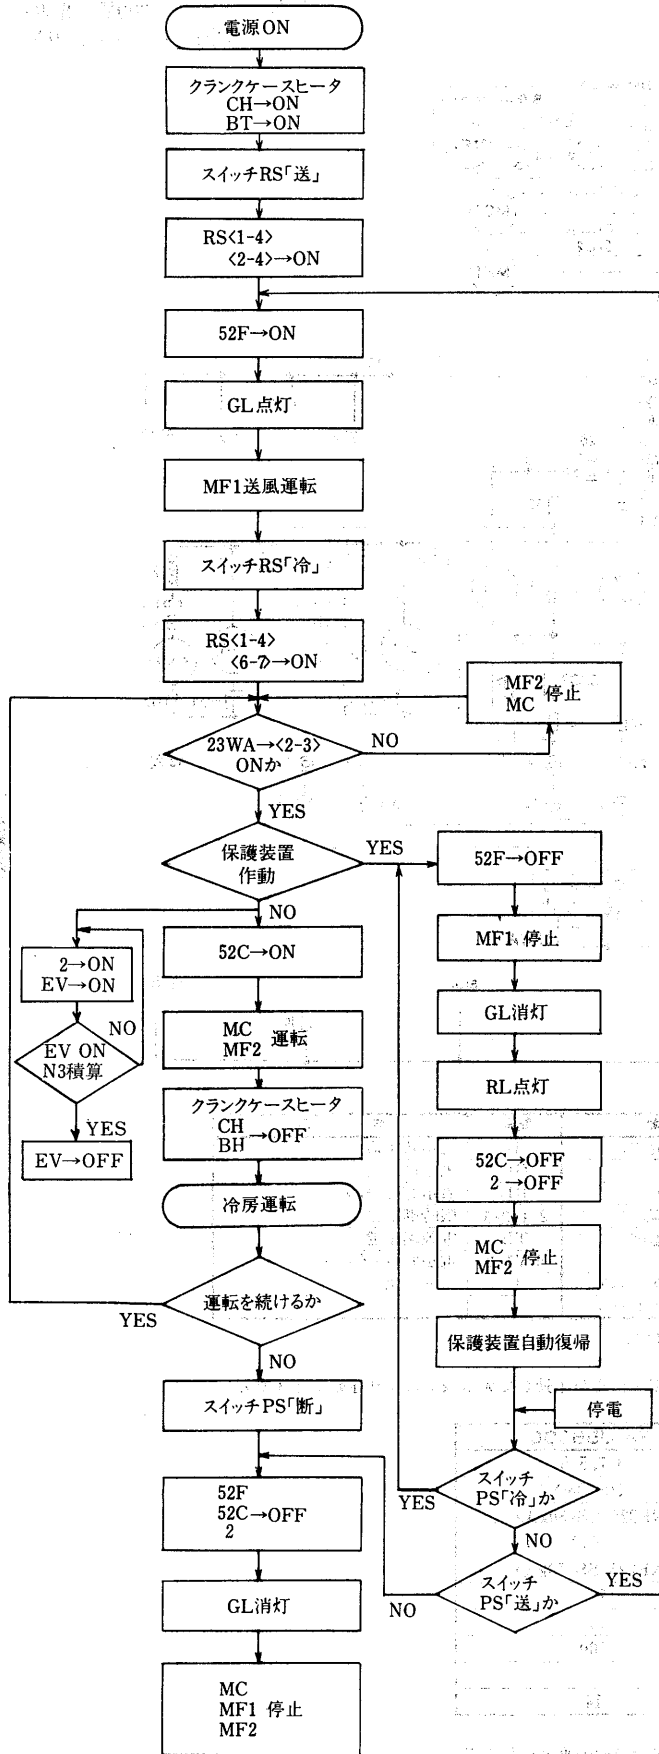 電源ON
クランクケースヒータ
CH→ON
BT→ON
スイッチRS「送」
RS<1-4>
<2-4>→ON
52F→ON
GL点灯
MF1送風運転
スイッチRS「冷」
RS<1-4>
<6-7>→ON
MF2
MC 停止
23WA→<2-3>
ONか
NO
YES
保護装置
作動
YES
NO
52F→OFF
MF1 停止
GL消灯
RL点灯
52C→OFF
2→OFF
MC
MF2 停止
保護装置自動復帰
停電
2→ON
EV→ON
EV ON
N3積算
NO
YES
EV→OFF
52C→ON
MC
MF2 運転
クランクケースヒータ
CH
BH →OFF
冷房運転
運転を続けるか
YES
NO
スイッチPS「断」
スイッチ
PS「冷」か
YES
NO
スイッチ
PS「送」か
YES
NO
52F
52C→OFF
2
GL消灯
MC
MF1 停止
MF2